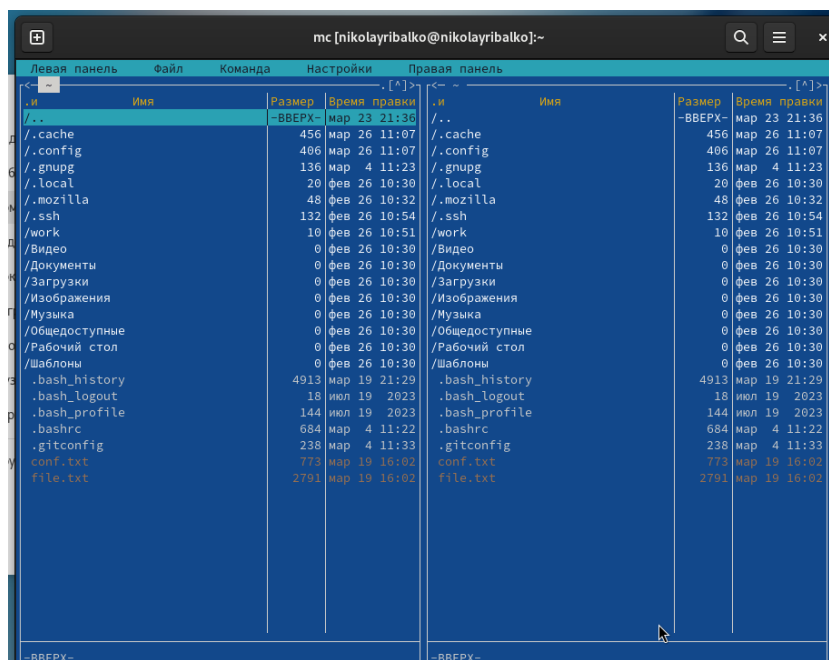 mc [nikolayribalko@nikolayribalko]:~
×
Левая панель Файл Команда Настройки Правая панель
<— ~ .[^]> <— ~ .[^]>
.и Имя Размер Время правки .и Имя Размер Время правки
/.. -ВВЕРХ- мар 23 21:36 /.. -ВВЕРХ- мар 23 21:36
/.cache 456 мар 26 11:07 /.cache 456 мар 26 11:07
/.config 406 мар 26 11:07 /.config 406 мар 26 11:07
/.gnupg 136 мар 4 11:23 /.gnupg 136 мар 4 11:23
/.local 20 фев 26 10:30 /.local 20 фев 26 10:30
/.mozilla 48 фев 26 10:32 /.mozilla 48 фев 26 10:32
/.ssh 132 фев 26 10:54 /.ssh 132 фев 26 10:54
/work 10 фев 26 10:51 /work 10 фев 26 10:51
/Видео 0 фев 26 10:30 /Видео 0 фев 26 10:30
/Документы 0 фев 26 10:30 /Документы 0 фев 26 10:30
/Загрузки 0 фев 26 10:30 /Загрузки 0 фев 26 10:30
/Изображения 0 фев 26 10:30 /Изображения 0 фев 26 10:30
/Музыка 0 фев 26 10:30 /Музыка 0 фев 26 10:30
/Общедоступные 0 фев 26 10:30 /Общедоступные 0 фев 26 10:30
/Рабочий стол 0 фев 26 10:30 /Рабочий стол 0 фев 26 10:30
/Шаблоны 0 фев 26 10:30 /Шаблоны 0 фев 26 10:30
.bash_history 4913 мар 19 21:29 .bash_history 4913 мар 19 21:29
.bash_logout 18 июл 19 2023 .bash_logout 18 июл 19 2023
.bash_profile 144 июл 19 2023 .bash_profile 144 июл 19 2023
.bashrc 684 мар 4 11:22 .bashrc 684 мар 4 11:22
.gitconfig 238 мар 4 11:33 .gitconfig 238 мар 4 11:33
conf.txt 773 мар 19 16:02 conf.txt 773 мар 19 16:02
file.txt 2791 мар 19 16:02 file.txt 2791 мар 19 16:02
-ВВЕРХ- -ВВЕРХ-